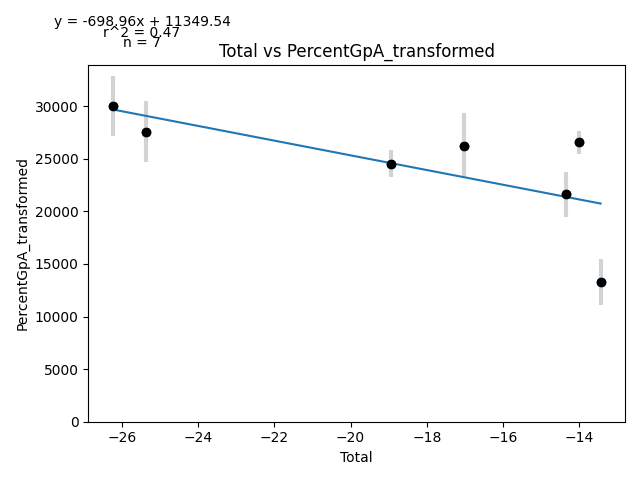 y = -698.96x + 11349.54
r^2 = 0.47
n = 7
Total vs PercentGpA_transformed
PercentGpA_transformed
30000
25000
20000
15000
10000
5000
0
−26 −24 −22 −20 −18 −16 −14
Total